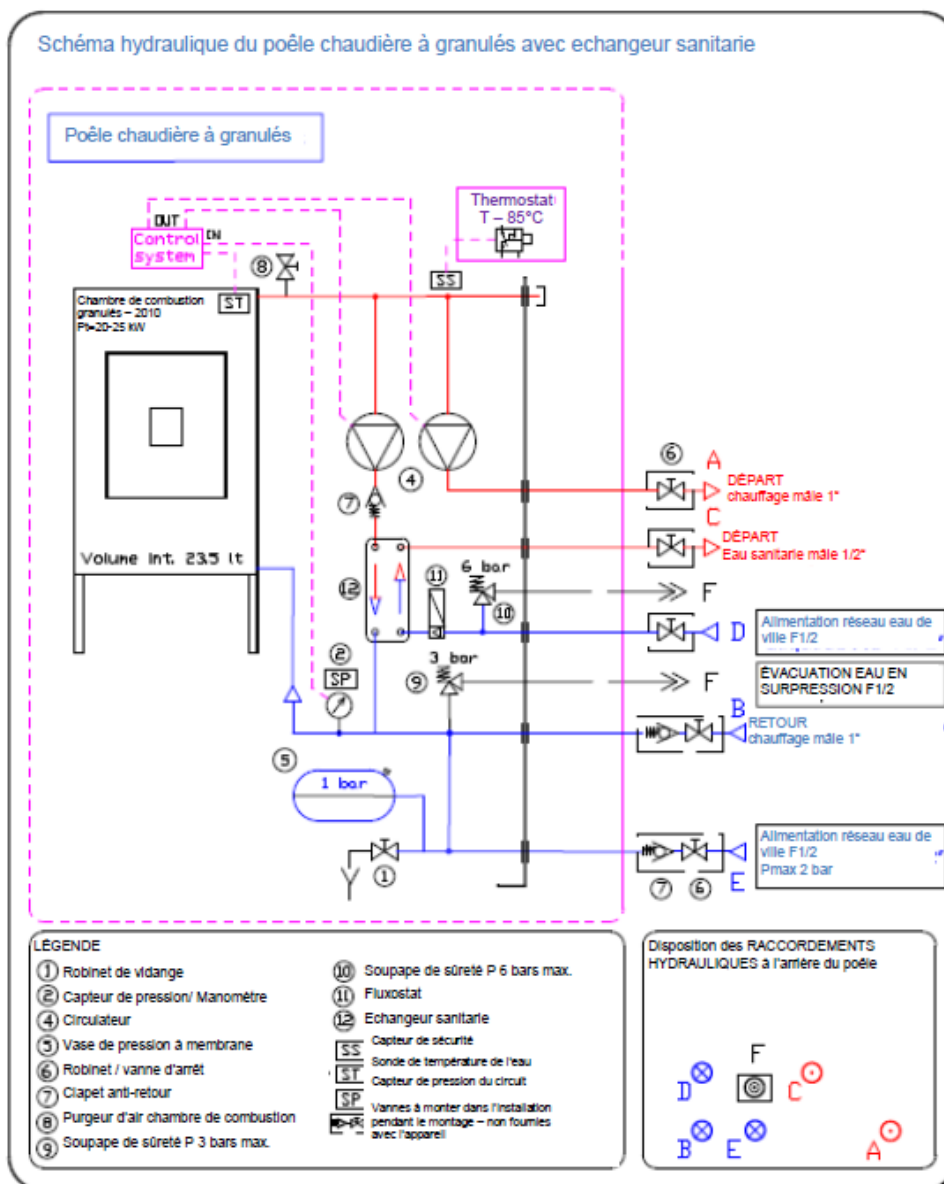 Schéma hydraulique du poêle chaudière à granulés avec echangeur sanitarie
Poêle chaudière à granulés
Thermostat
T – 85°C
OUT
IN
Control
system
8
SS
ST
Chambre de combustion
granulés – 2010
Pt=20-25 kW
4
7
6
A
DÉPART
chauffage mâle 1"
C
DÉPART
Eau sanitarie mâle 1/2"
Volume int. 23.5 lt
12
11
6 bar
10
F
D
Alimentation réseau eau de
ville F1/2
2
SP
3 bar
9
F
ÉVACUATION EAU EN
SURPRESSION F1/2
B
RETOUR
chauffage mâle 1"
5
1 bar
1
7
6
E
Alimentation réseau eau de
ville F1/2
Pmax 2 bar
LÉGENDE
1 Robinet de vidange
2 Capteur de pression/ Manomètre
4 Circulateur
5 Vase de pression à membrane
6 Robinet / vanne d'arrêt
7 Clapet anti-retour
8 Purgeur d'air chambre de combustion
9 Soupape de sûreté P 3 bars max.
10 Soupape de sûreté P 6 bars max.
11 Fluxostat
12 Echangeur sanitarie
SS Capteur de sécurité
ST Sonde de température de l'eau
SP Capteur de pression du circuit
Vannes à monter dans l'installation
pendant le montage – non fournies
avec l'appareil
Disposition des RACCORDEMENTS
HYDRAULIQUES à l'arrière du poêle
F
D
C
B
E
A